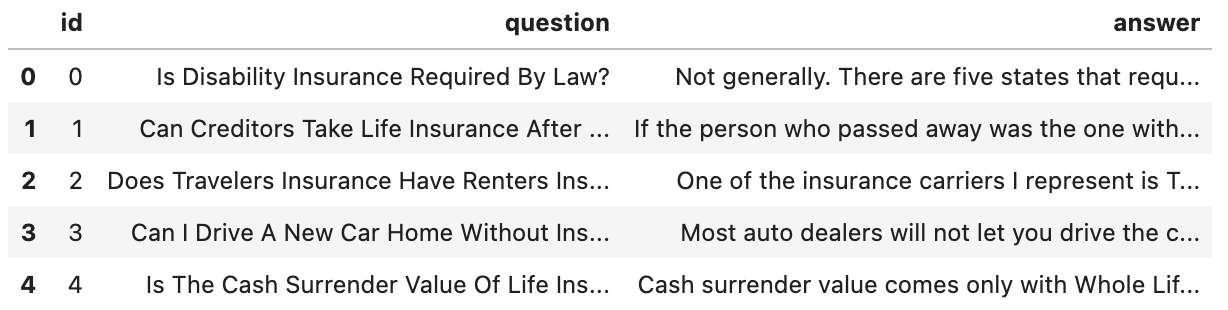 id question answer
0 0 Is Disability Insurance Required By Law? Not generally. There are five states that requ...
1 1 Can Creditors Take Life Insurance After ... If the person who passed away was the one with...
2 2 Does Travelers Insurance Have Renters Ins... One of the insurance carriers I represent is T...
3 3 Can I Drive A New Car Home Without Ins... Most auto dealers will not let you drive the c...
4 4 Is The Cash Surrender Value Of Life Ins... Cash surrender value comes only with Whole Lif...